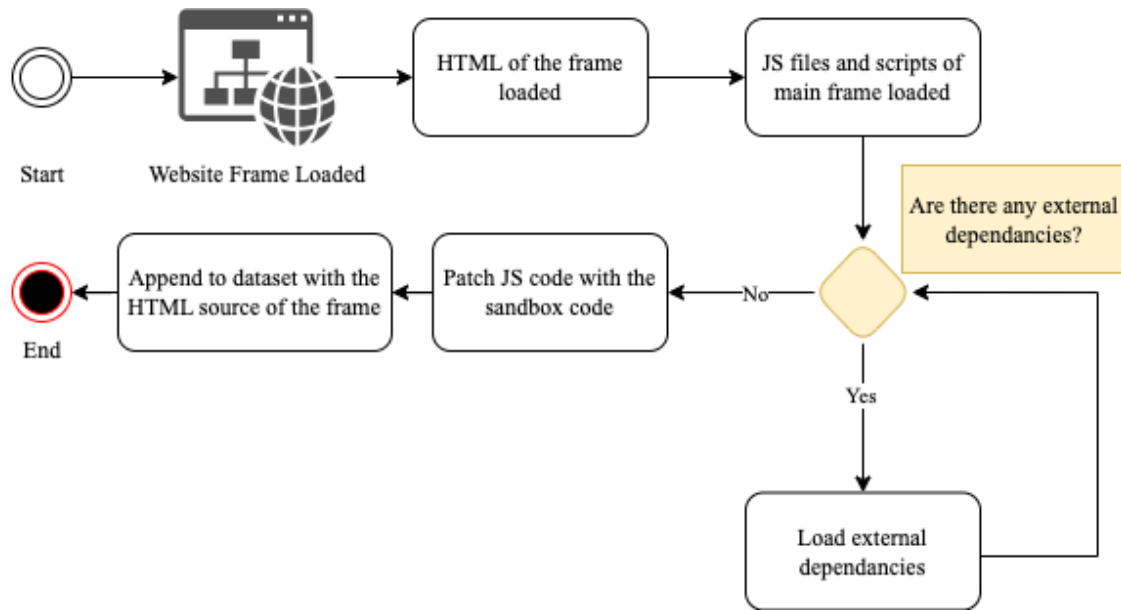 HTML of the frame
loaded
JS files and scripts of
main frame loaded
Start
Website Frame Loaded
Are there any external
dependancies?
Append to dataset with the
HTML source of the frame
Patch JS code with the
sandbox code
No
End
Yes
Load external
dependancies